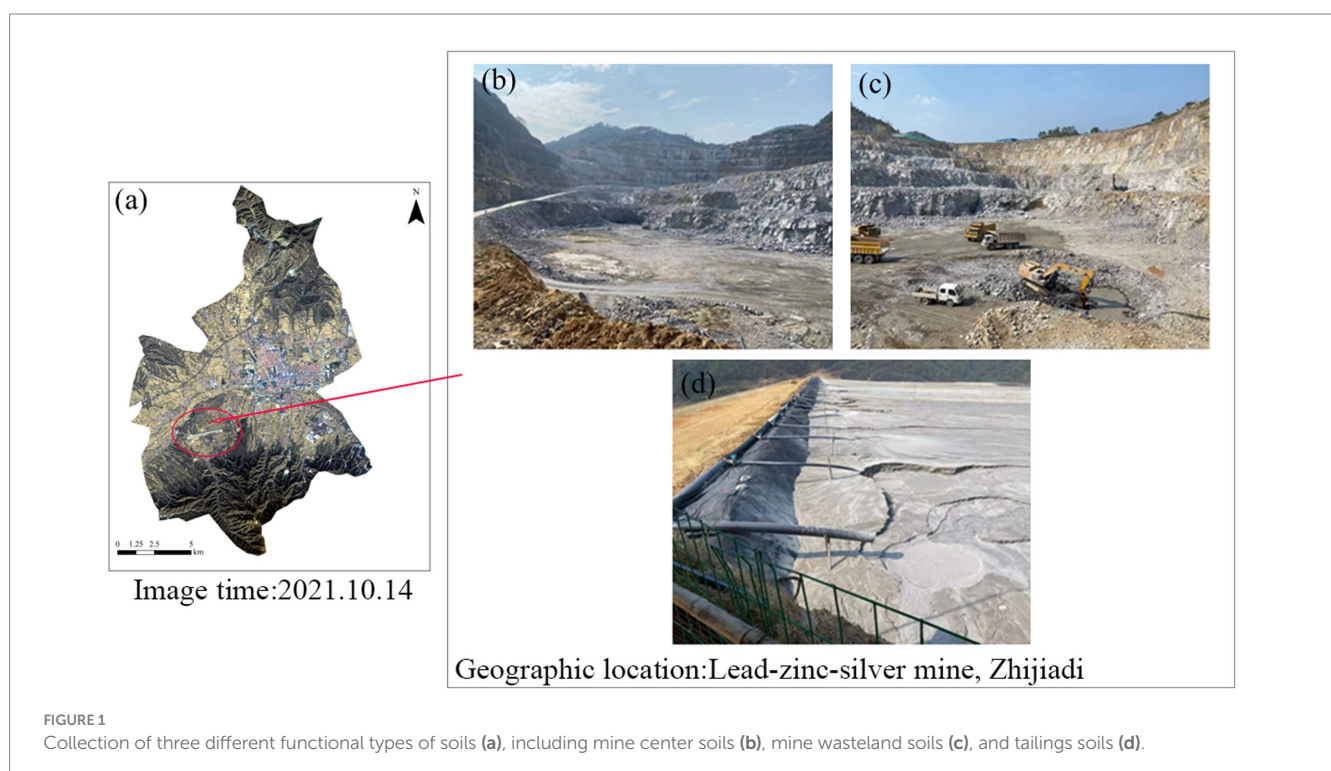 (a)
N
0 1.25 2.5 5
km
Image time:2021.10.14
(b)
(c)
(d)
Geographic location:Lead-zinc-silver mine, Zhijiadi
FIGURE 1
Collection of three different functional types of soils (a), including mine center soils (b), mine wasteland soils (c), and tailings soils (d).